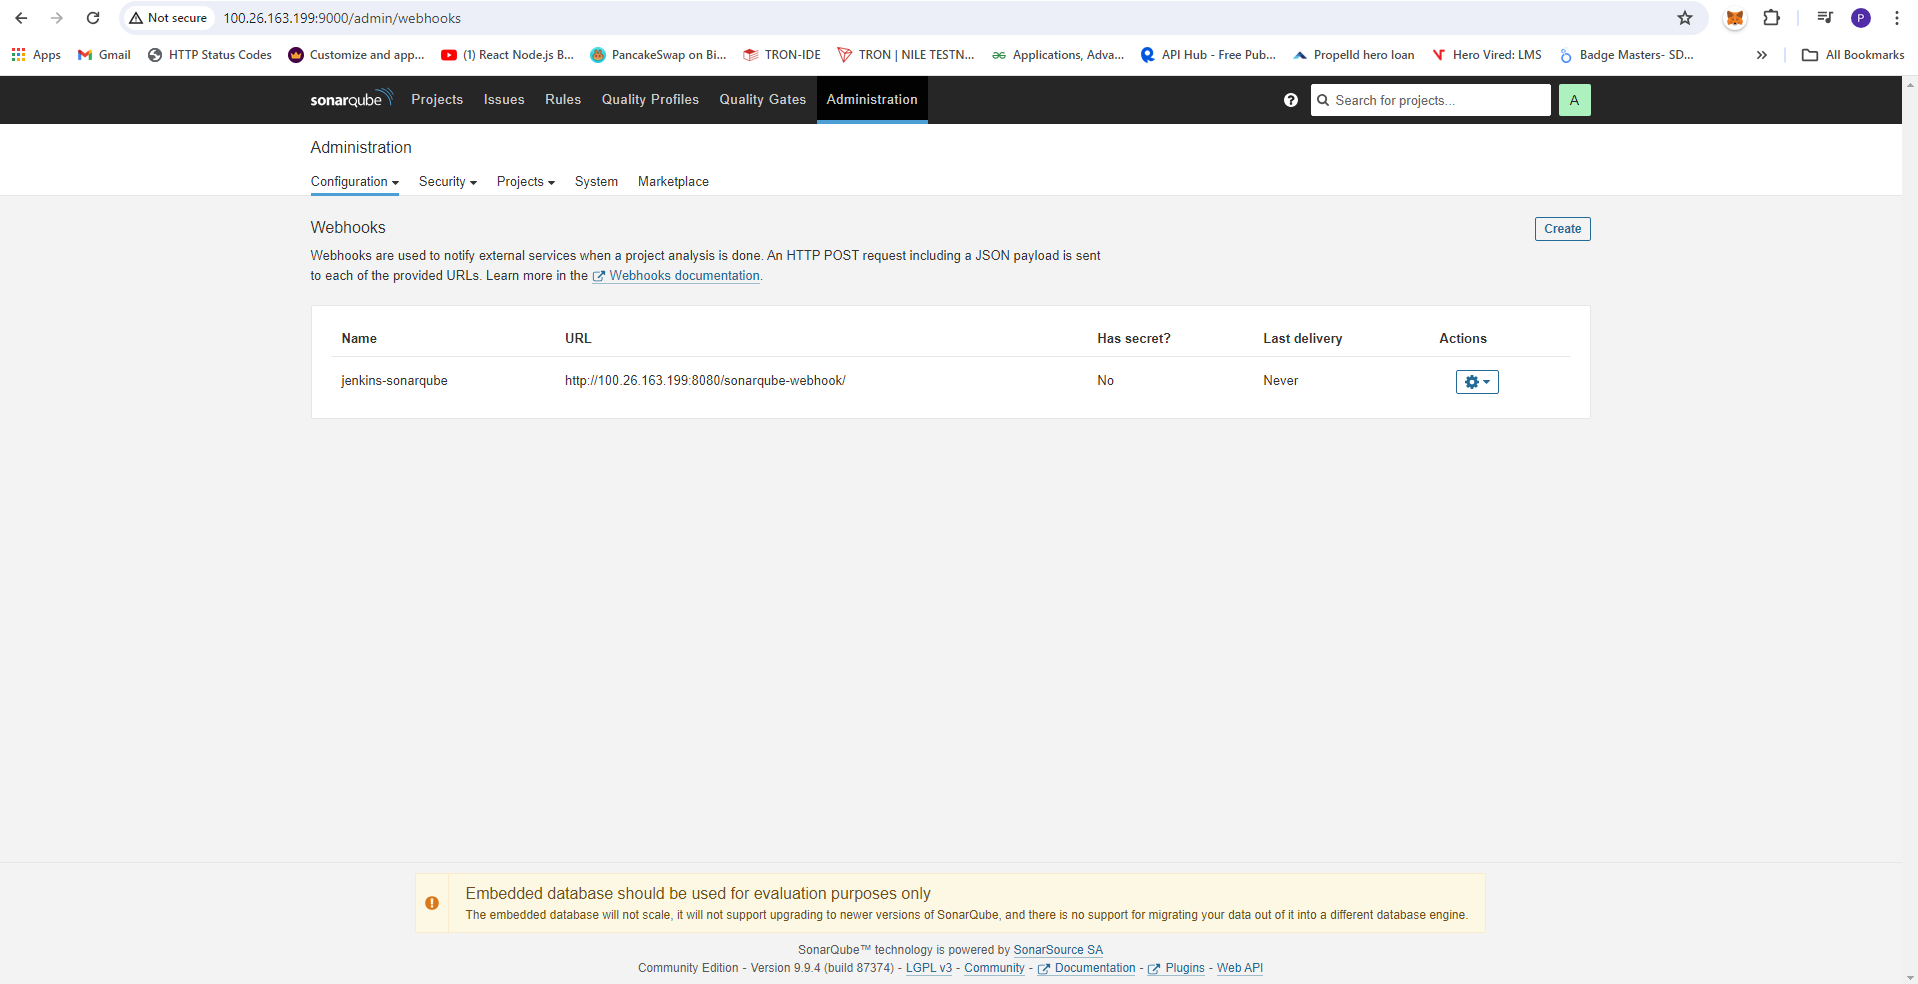 Not secure 100.26.163.199:9000/admin/webhooks P
Apps Gmail HTTP Status Codes Customize and app... (1) React Node.js B... PancakeSwap on Bi... TRON-IDE TRON | NILE TESTN... Applications, Adva... API Hub - Free Pub... Propelld hero loan Hero Vired: LMS Badge Masters- SD... » All Bookmarks
sonarqube Projects Issues Rules Quality Profiles Quality Gates Administration ? Search for projects... A
Administration
Configuration Security Projects System Marketplace
Webhooks Create
Webhooks are used to notify external services when a project analysis is done. An HTTP POST request including a JSON payload is sent
to each of the provided URLs. Learn more in the Webhooks documentation.
Name URL Has secret? Last delivery Actions
jenkins-sonarqube http://100.26.163.199:8080/sonarqube-webhook/ No Never
Embedded database should be used for evaluation purposes only
The embedded database will not scale, it will not support upgrading to newer versions of SonarQube, and there is no support for migrating your data out of it into a different database engine.
SonarQube™ technology is powered by SonarSource SA
Community Edition - Version 9.9.4 (build 87374) - LGPL v3 - Community - Documentation - Plugins - Web API